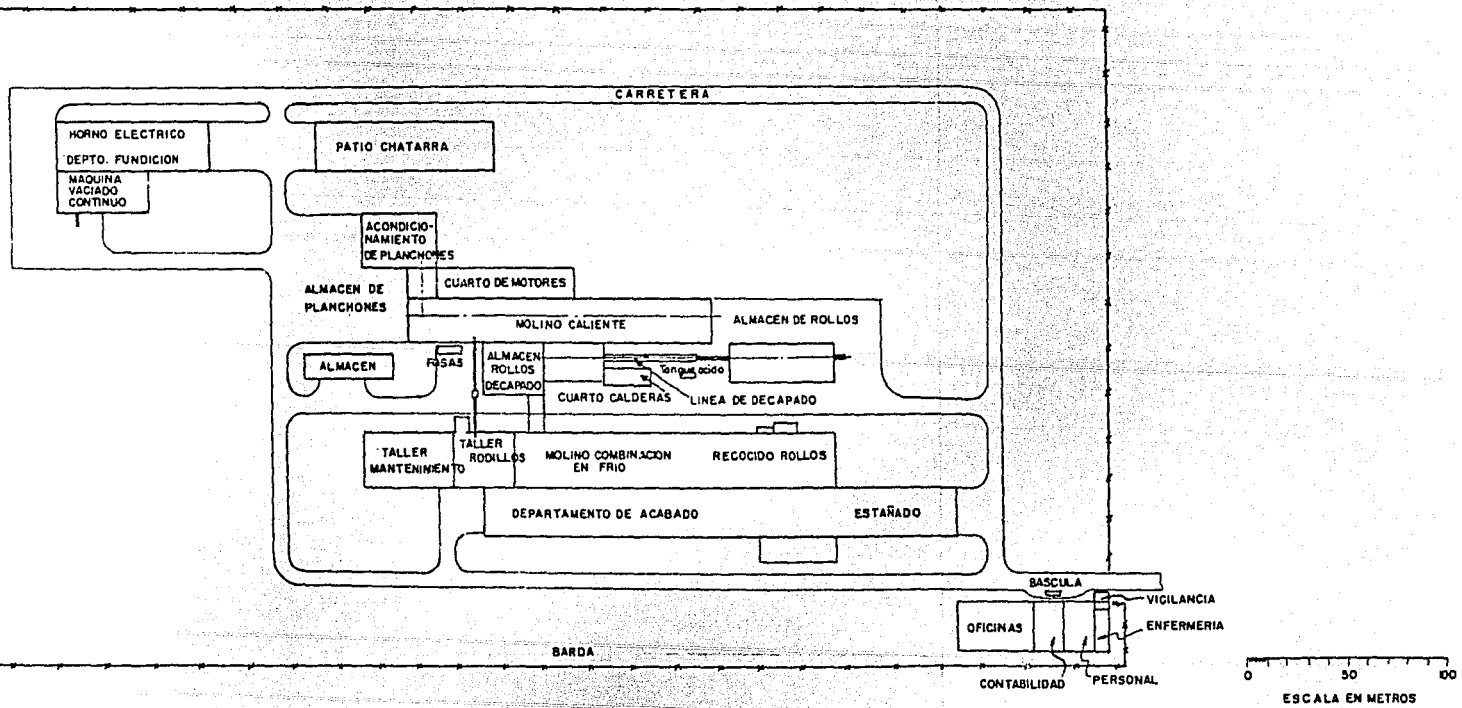 CARRETERA
HORNO ELECTRICO
DEPTO. FUNDICION
MAQUINA
VACIADO
CONTINUO
PATIO CHATARRA
ACONDICIO-
NAMIENTO
DE PLANCHONES
CUARTO DE MOTORES
ALMACEN DE
PLANCHONES
MOLINO CALIENTE
ALMACEN DE ROLLOS
ALMACEN
FOSAS
ALMACEN
ROLLOS
DECAPADO
Tanque acido
CUARTO CALDERAS
LINEA DE DECAPADO
TALLER
MANTENIMIENTO
TALLER
RODILLOS
MOLINO COMBINACION
EN FRIO
RECOCIDO ROLLOS
DEPARTAMENTO DE ACABADO
ESTAÑADO
BASCULA
VIGILANCIA
OFICINAS
ENFERMERIA
BARDA
CONTABILIDAD
PERSONAL
0 50 100
ESCALA EN METROS